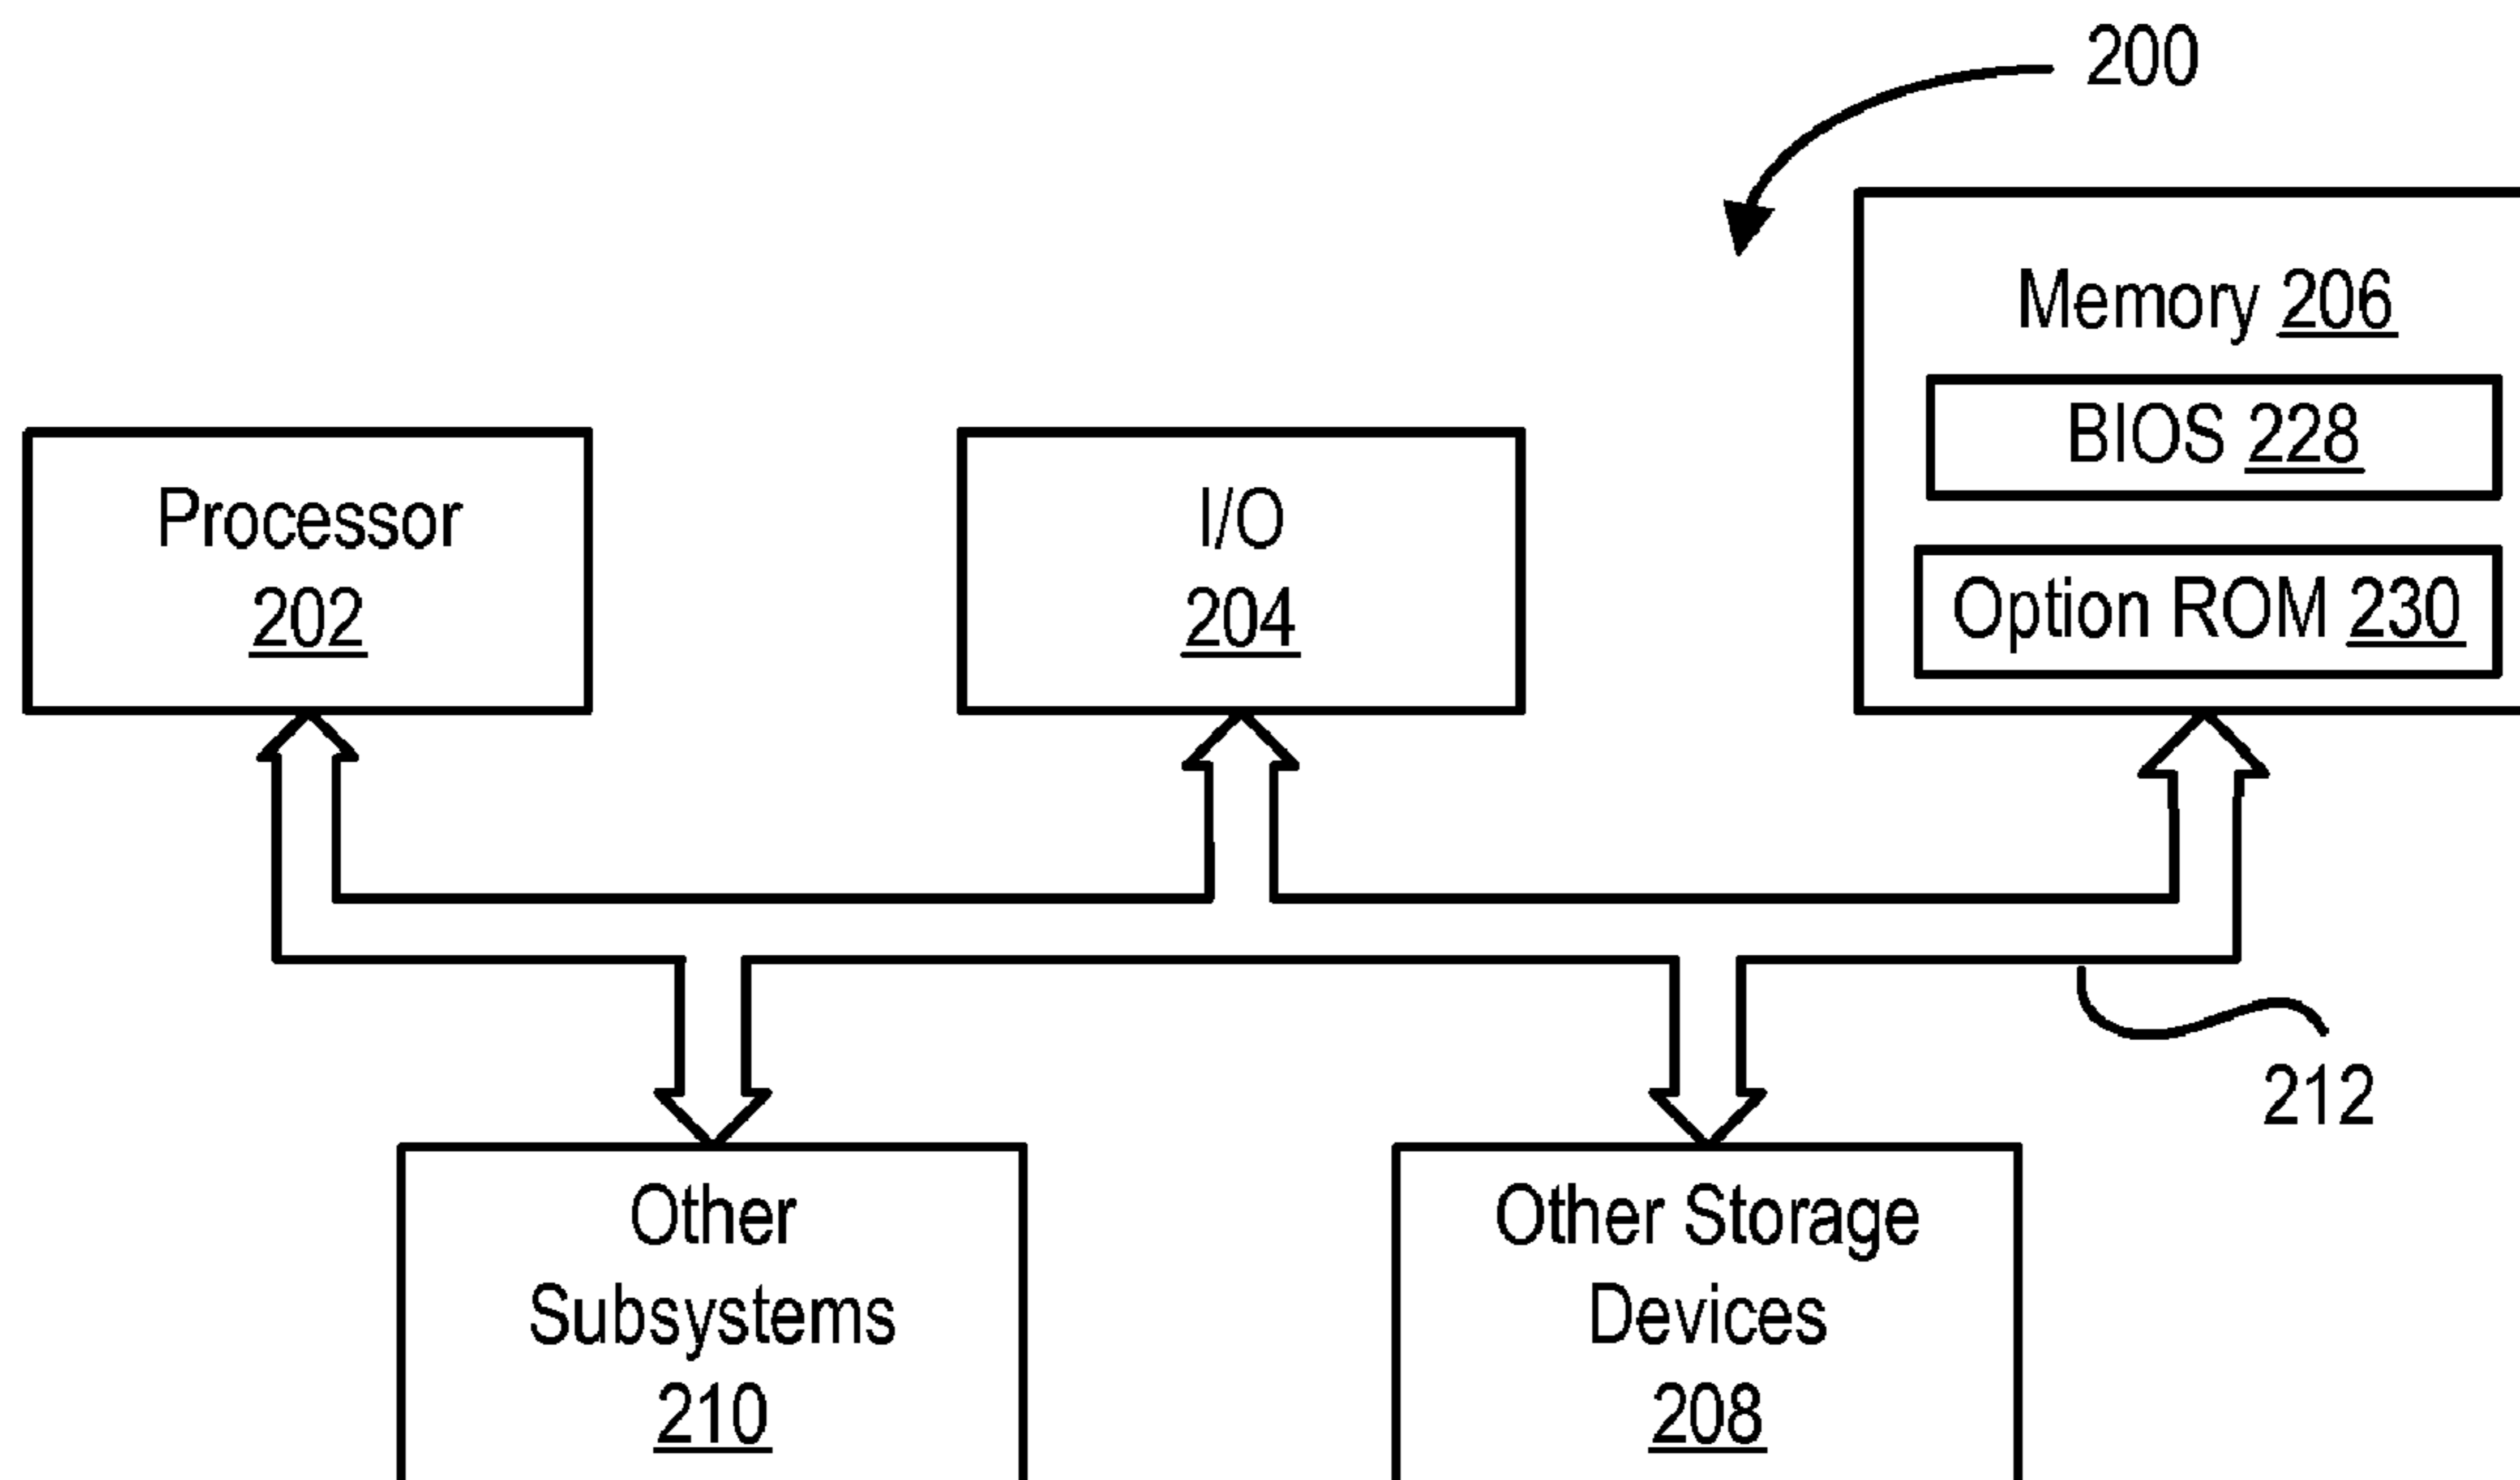 200
Memory 206
BIOS 228
Option ROM 230
Processor
202
I/O
204
212
Other
Subsystems
210
Other Storage
Devices
208